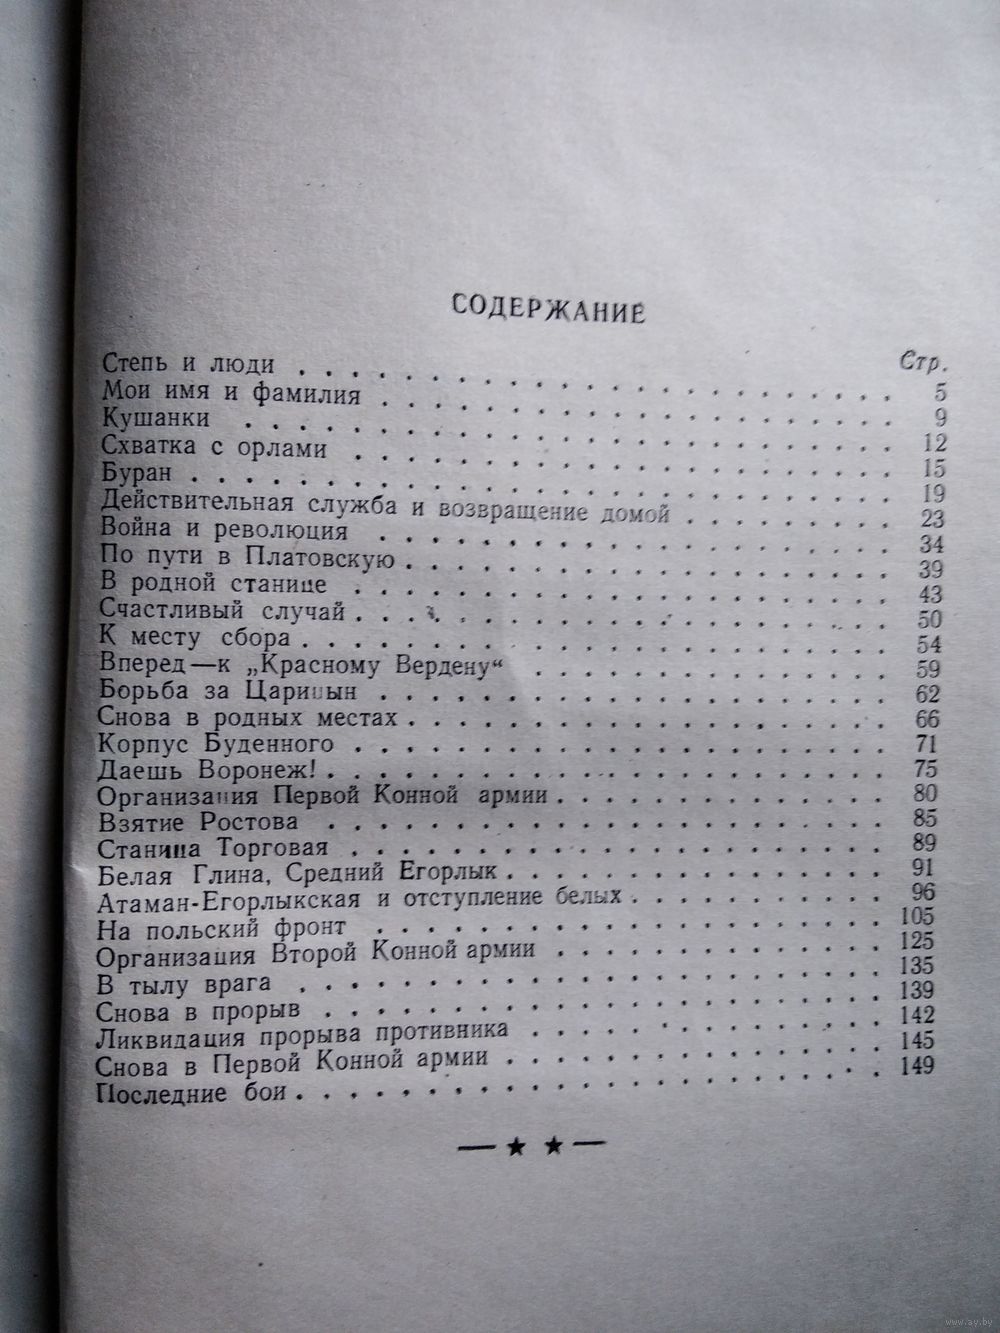 СОДЕРЖАНИЕ
Стр.
Степь и люди . . . . . . . . . . . . . . . . . . . . 5
Мои имя и фамилия . . . . . . . . . . . . . . . . . 9
Кушанки . . . . . . . . . . . . . . . . . . . . 12
Схватка с орлами . . . . . . . . . . . . . . . . . 15
Буран . . . . . . . . . . . . . . . . . . . . 19
Действительная служба и возвращение домой . . . . . . . . 23
Война и революция . . . . . . . . . . . . . . . . . 34
По пути в Платовскую . . . . . . . . . . . . . . . . 39
В родной станице . . . . . . . . . . . . . . . . . 43
Счастливый случай . . . . . . . . . . . . . . . . . 50
К месту сбора . . . . . . . . . . . . . . . . . . 54
Вперед—к „Красному Вердену“ . . . . . . . . . . . . . 59
Борьба за Царицын . . . . . . . . . . . . . . . . . 62
Снова в родных местах . . . . . . . . . . . . . . . . 66
Корпус Буденного . . . . . . . . . . . . . . . . . 71
Даешь Воронеж! . . . . . . . . . . . . . . . . . . 75
Организация Первой Конной армии . . . . . . . . . . . . 80
Взятие Ростова . . . . . . . . . . . . . . . . . . 85
Станица Торговая . . . . . . . . . . . . . . . . . 89
Белая Глина, Средний Егорлык . . . . . . . . . . . . . 91
Атаман-Егорлыкская и отступление белых . . . . . . . . . . 96
На польский фронт . . . . . . . . . . . . . . . . . 105
Организация Второй Конной армии . . . . . . . . . . . . 125
В тылу врага . . . . . . . . . . . . . . . . . . 135
Снова в прорыв . . . . . . . . . . . . . . . . . . 139
Ликвидация прорыва противника . . . . . . . . . . . . . 142
Снова в Первой Конной армии . . . . . . . . . . . . . 145
Последние бои . . . . . . . . . . . . . . . . . . 149
www.ay.by